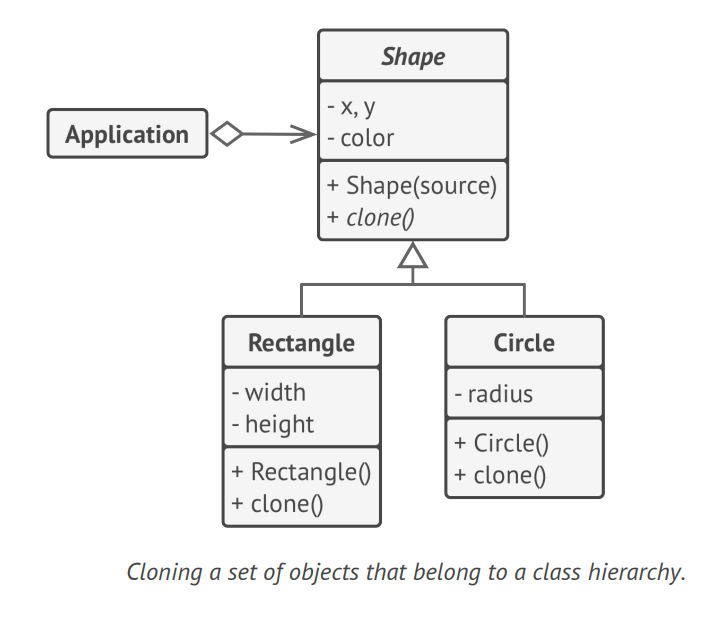 Shape
- x, y
- color
+ Shape(source)
+ clone()
Application
Rectangle
- width
- height
+ Rectangle()
+ clone()
Circle
- radius
+ Circle()
+ clone()
Cloning a set of objects that belong to a class hierarchy.